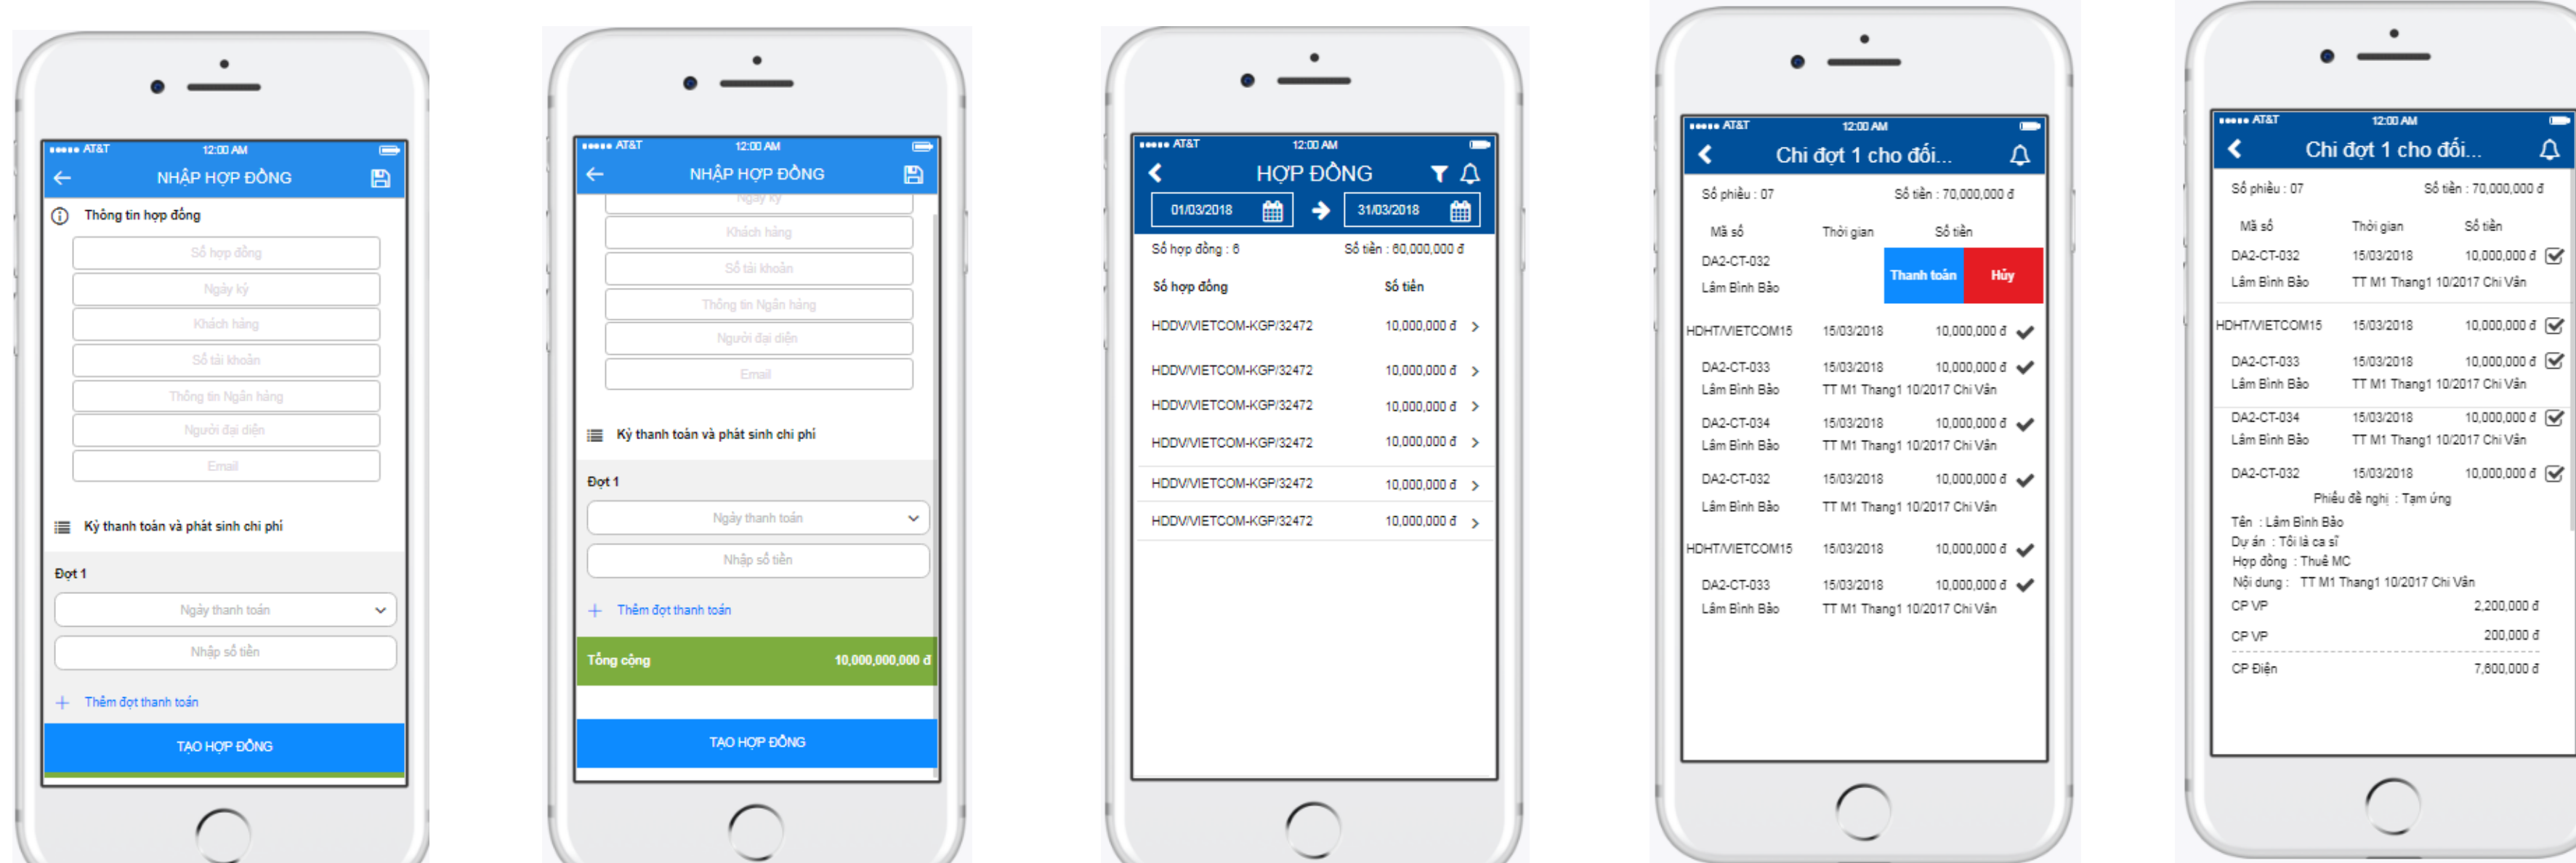 AT&T 12:00 AM
NHẬP HỢP ĐỒNG
Thông tin hợp đồng
Số hợp đồng
Ngày ký
Khách hàng
Số tài khoản
Thông tin Ngân hàng
Người đại diện
Email
Kỳ thanh toán và phát sinh chi phí
Đợt 1
Ngày thanh toán
Nhập số tiền
+ Thêm đợt thanh toán
TẠO HỢP ĐỒNG
AT&T 12:00 AM
NHẬP HỢP ĐỒNG
Ngày ký
Khách hàng
Số tài khoản
Thông tin Ngân hàng
Người đại diện
Email
Kỳ thanh toán và phát sinh chi phí
Đợt 1
Ngày thanh toán
Nhập số tiền
+ Thêm đợt thanh toán
Tổng cộng 10,000,000,000 đ
TẠO HỢP ĐỒNG
AT&T 12:00 AM
HỢP ĐỒNG
01/03/2018 31/03/2018
Số hợp đồng : 6 Số tiền : 60,000,000 đ
Số hợp đồng Số tiền
HDDV/VIETCOM-KGP/32472 10,000,000 đ
HDDV/VIETCOM-KGP/32472 10,000,000 đ
HDDV/VIETCOM-KGP/32472 10,000,000 đ
HDDV/VIETCOM-KGP/32472 10,000,000 đ
HDDV/VIETCOM-KGP/32472 10,000,000 đ
HDDV/VIETCOM-KGP/32472 10,000,000 đ
AT&T 12:00 AM
Chi đợt 1 cho đối...
Số phiếu : 07 Số tiền : 70,000,000 đ
Mã số Thời gian Số tiền
DA2-CT-032
Thanh toán Hủy
Lâm Bình Bảo
HDHT/VIETCOM15 15/03/2018 10,000,000 đ
DA2-CT-033 15/03/2018 10,000,000 đ
Lâm Bình Bảo TT M1 Thang1 10/2017 Chi Vân
DA2-CT-034 15/03/2018 10,000,000 đ
Lâm Bình Bảo TT M1 Thang1 10/2017 Chi Vân
DA2-CT-032 15/03/2018 10,000,000 đ
Lâm Bình Bảo TT M1 Thang1 10/2017 Chi Vân
HDHT/VIETCOM15 15/03/2018 10,000,000 đ
DA2-CT-033 15/03/2018 10,000,000 đ
Lâm Bình Bảo TT M1 Thang1 10/2017 Chi Vân
AT&T 12:00 AM
Chi đợt 1 cho đối...
Số phiếu : 07 Số tiền : 70,000,000 đ
Mã số Thời gian Số tiền
DA2-CT-032 15/03/2018 10,000,000 đ
Lâm Bình Bảo TT M1 Thang1 10/2017 Chi Vân
HDHT/VIETCOM15 15/03/2018 10,000,000 đ
DA2-CT-033 15/03/2018 10,000,000 đ
Lâm Bình Bảo TT M1 Thang1 10/2017 Chi Vân
DA2-CT-034 15/03/2018 10,000,000 đ
Lâm Bình Bảo TT M1 Thang1 10/2017 Chi Vân
DA2-CT-032 15/03/2018 10,000,000 đ
Phiếu đề nghị : Tạm ứng
Tên : Lâm Bình Bảo
Dự án : Tôi là ca sĩ
Hợp đồng : Thuê MC
Nội dung : TT M1 Thang1 10/2017 Chi Vân
CP VP 2,200,000 đ
CP VP 200,000 đ
CP Điện 7,600,000 đ